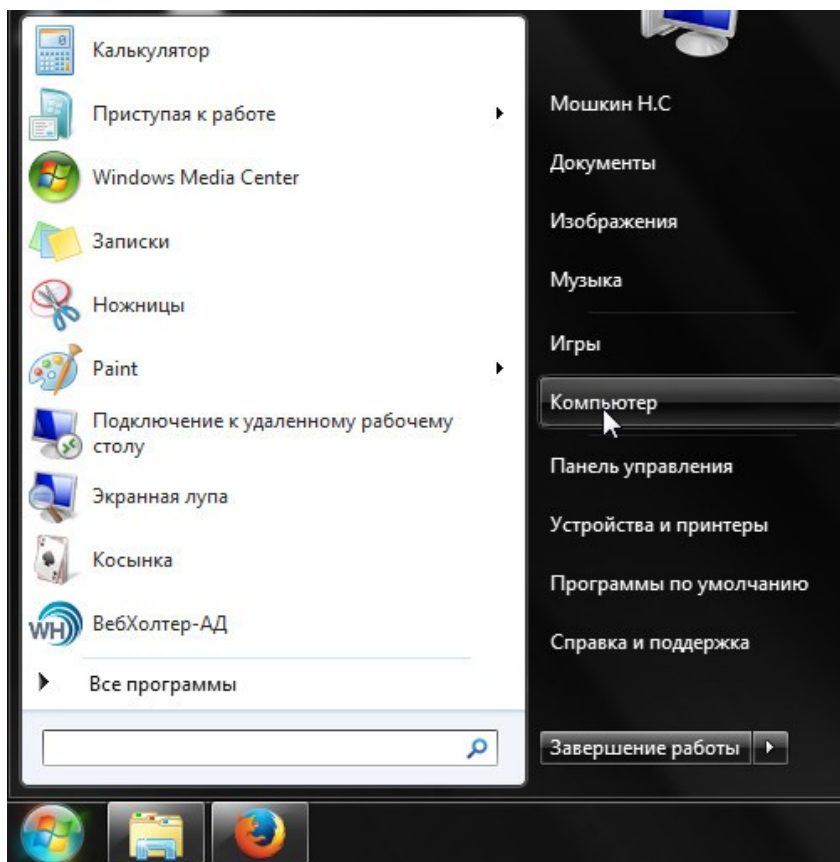 Калькулятор
Приступая к работе
Windows Media Center
Записки
Ножницы
Paint
Подключение к удаленному рабочему
столу
Экранная лупа
Косынка
WH
ВебХолтер-АД
Все программы
Мошкин Н.С
Документы
Изображения
Музыка
Игры
Компьютер
Панель управления
Устройства и принтеры
Программы по умолчанию
Справка и поддержка
Завершение работы